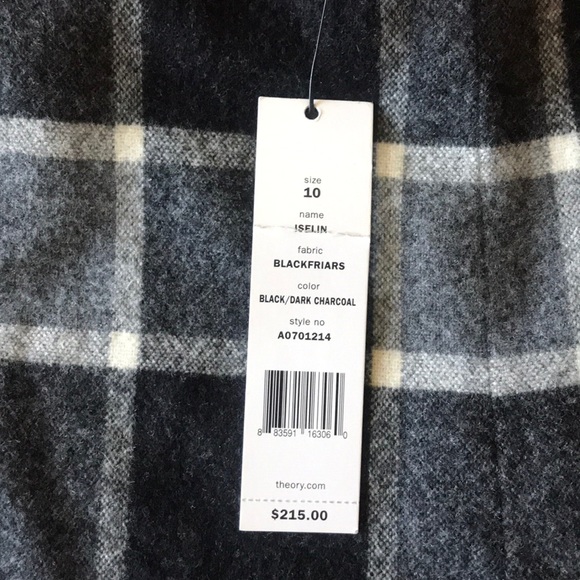 size
10
name
ISELIN
fabric
BLACKFRIARS
color
BLACK/DARK CHARCOAL
style no
A0701214
8 83591 16306 0
theory.com
$215.00